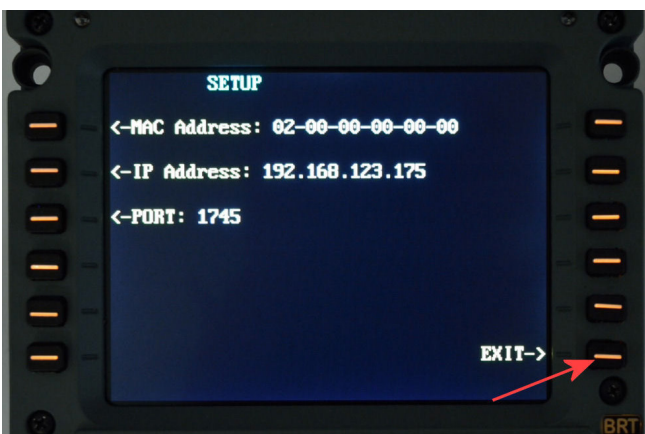 SETUP
<-MAC Address: 02-00-00-00-00-00
<-IP Address: 192.168.123.175
<-PORT: 1745
EXIT->
BRT